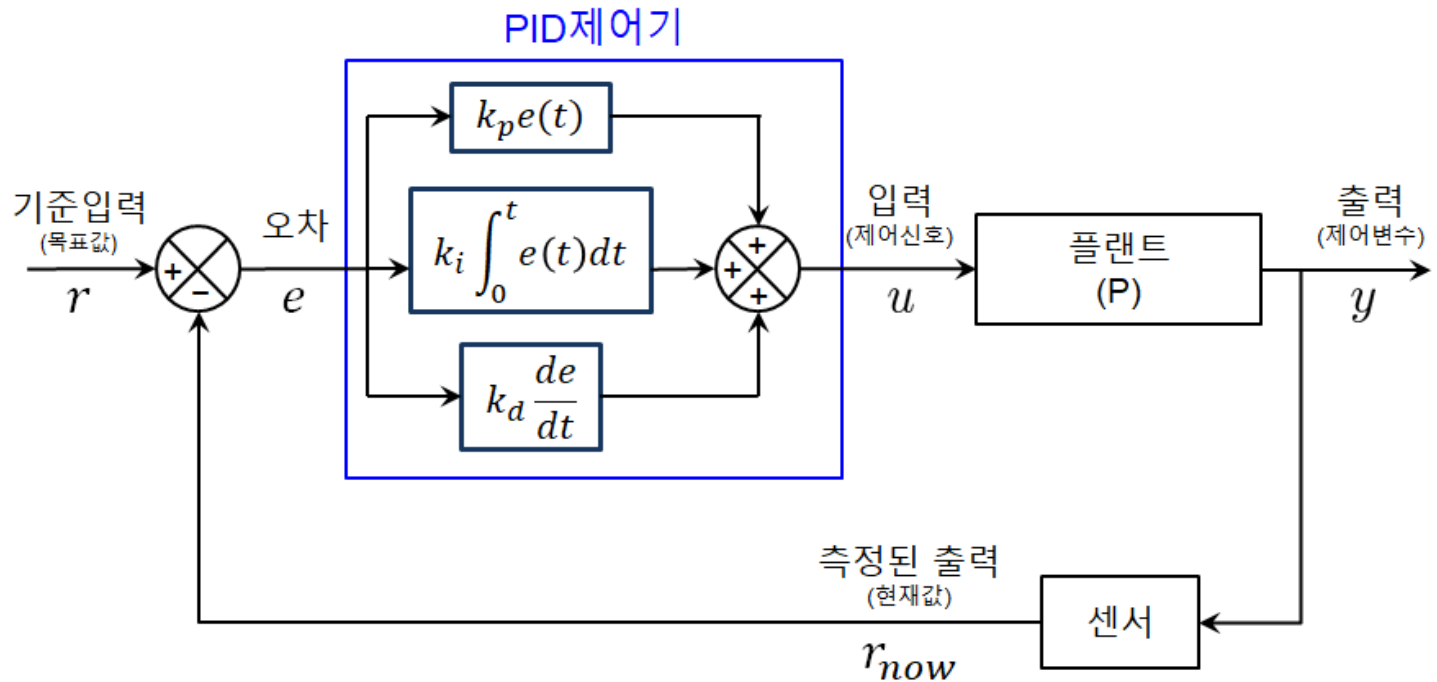 PID제어기
k_p e(t)
기준입력
(목표값)
r
+
−
오차
e
k_i ∫_0^t e(t)dt
k_d de/dt
+
+
+
입력
(제어신호)
u
플랜트
(P)
출력
(제어변수)
y
측정된 출력
(현재값)
r_now
센서